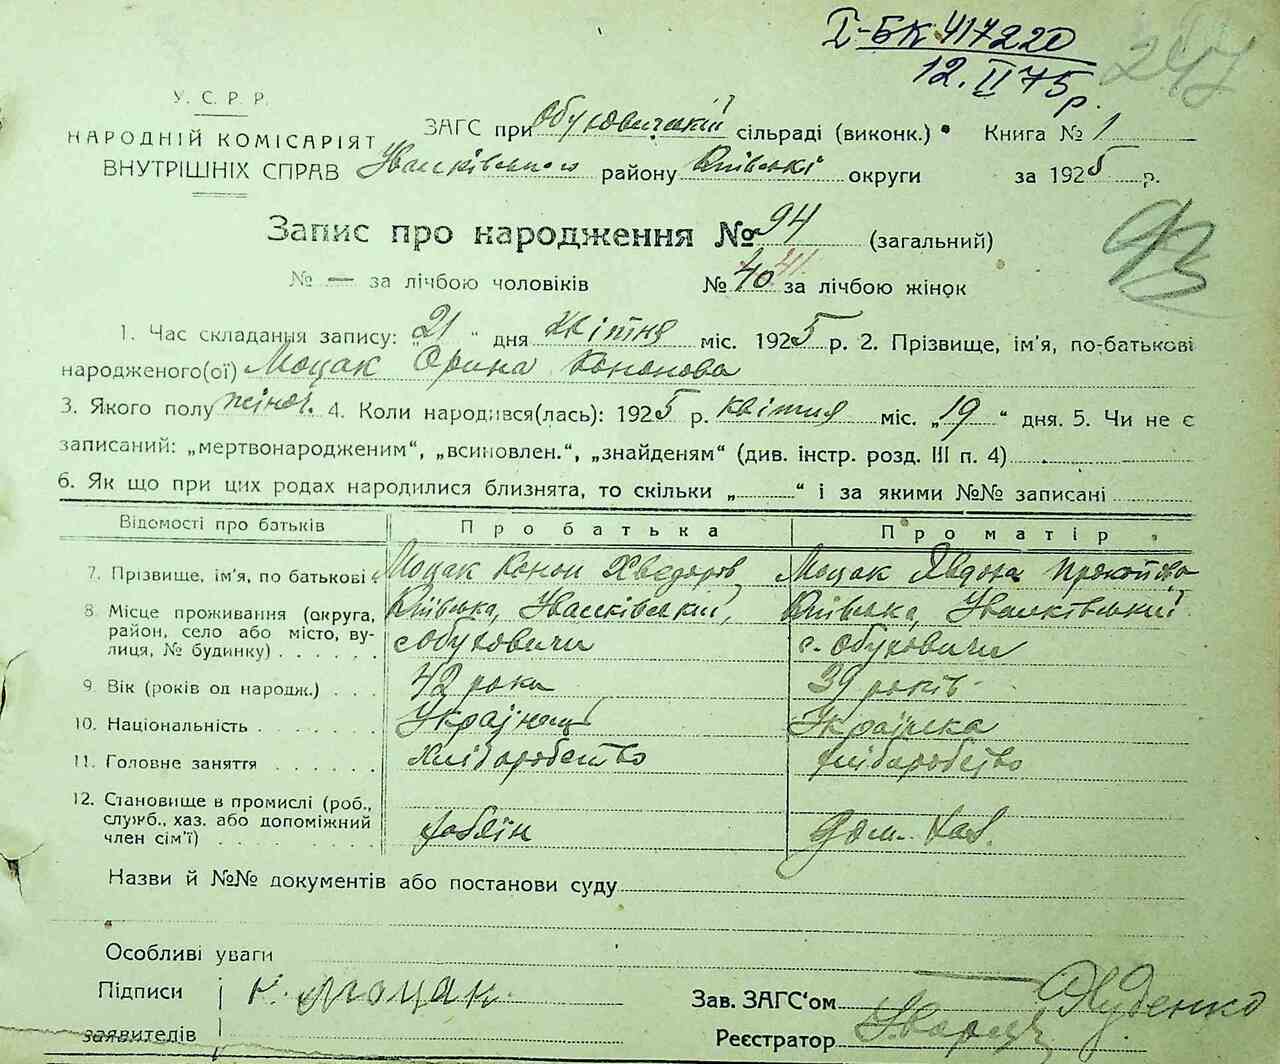 I-БК 417220
12.II 75р.
247
У.С.Р.Р.
НАРОДНІЙ КОМІСАРІЯТ
ВНУТРІШНІХ СПРАВ
ЗАГС при Обуховицькій сільраді (виконк.) Книга № 1
Іванківського району Київські округи за 1925 р.
Запис про народження № 94 (загальний)
93
№ — за лічбою чоловіків № 40 41. за лічбою жінок
1. Час складання запису: „21 “ дня квітня міс. 1925 р. 2. Прізвище, ім'я, по-батькові
народженого(ої) Моцак Орина Кононова
3. Якого полу жіноч. 4. Коли народився(лась): 1925 р. квітня міс. „19 “ дня. 5. Чи не є
записаний: „мертвонародженим“, „всиновлен.“, „знайденям“ (див. інстр. розд. III п. 4)
6. Як що при цих родах народилися близнята, то скільки „ “ і за якими №№ записані
Відомості про батьків Про батька Про матір
7. Прізвище, ім'я, по батькові Моцак Конон Хведоров Моцак Явдоха
8. Місце проживання (округа, Київська, Іванківський, Київська, Іванківський
район, село або місто, ву-
лиця, № будинку) с Обуховичи с. Обуховичи
9. Вік (років од народж.) 42 роки 39 років
10. Національність Українець Українка
11. Головне заняття хліборобство хліборобство
12. Становище в промислі (роб.,
служб., хаз. або допоміжний
член сім'ї) хазяїн дом. хаз.
Назви й №№ документів або постанови суду
Особливі уваги
Підписи К. Моцак
заявителів
Зав. ЗАГС‘ом Руденко
Реєстратор